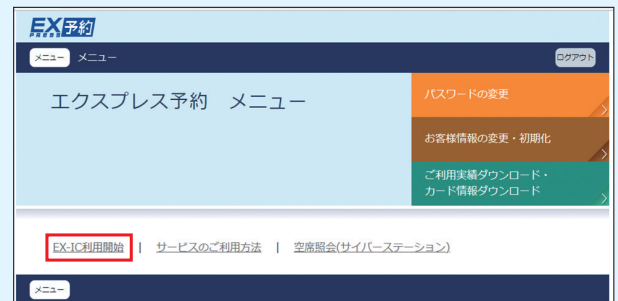 EX予約
PRESS
メニュー メニュー ログアウト
エクスプレス予約 メニュー
パスワードの変更
お客様情報の変更・初期化
ご利用実績ダウンロード・
カード情報ダウンロード
EX-IC利用開始 | サービスのご利用方法 | 空席照会(サイバーステーション)
メニュー